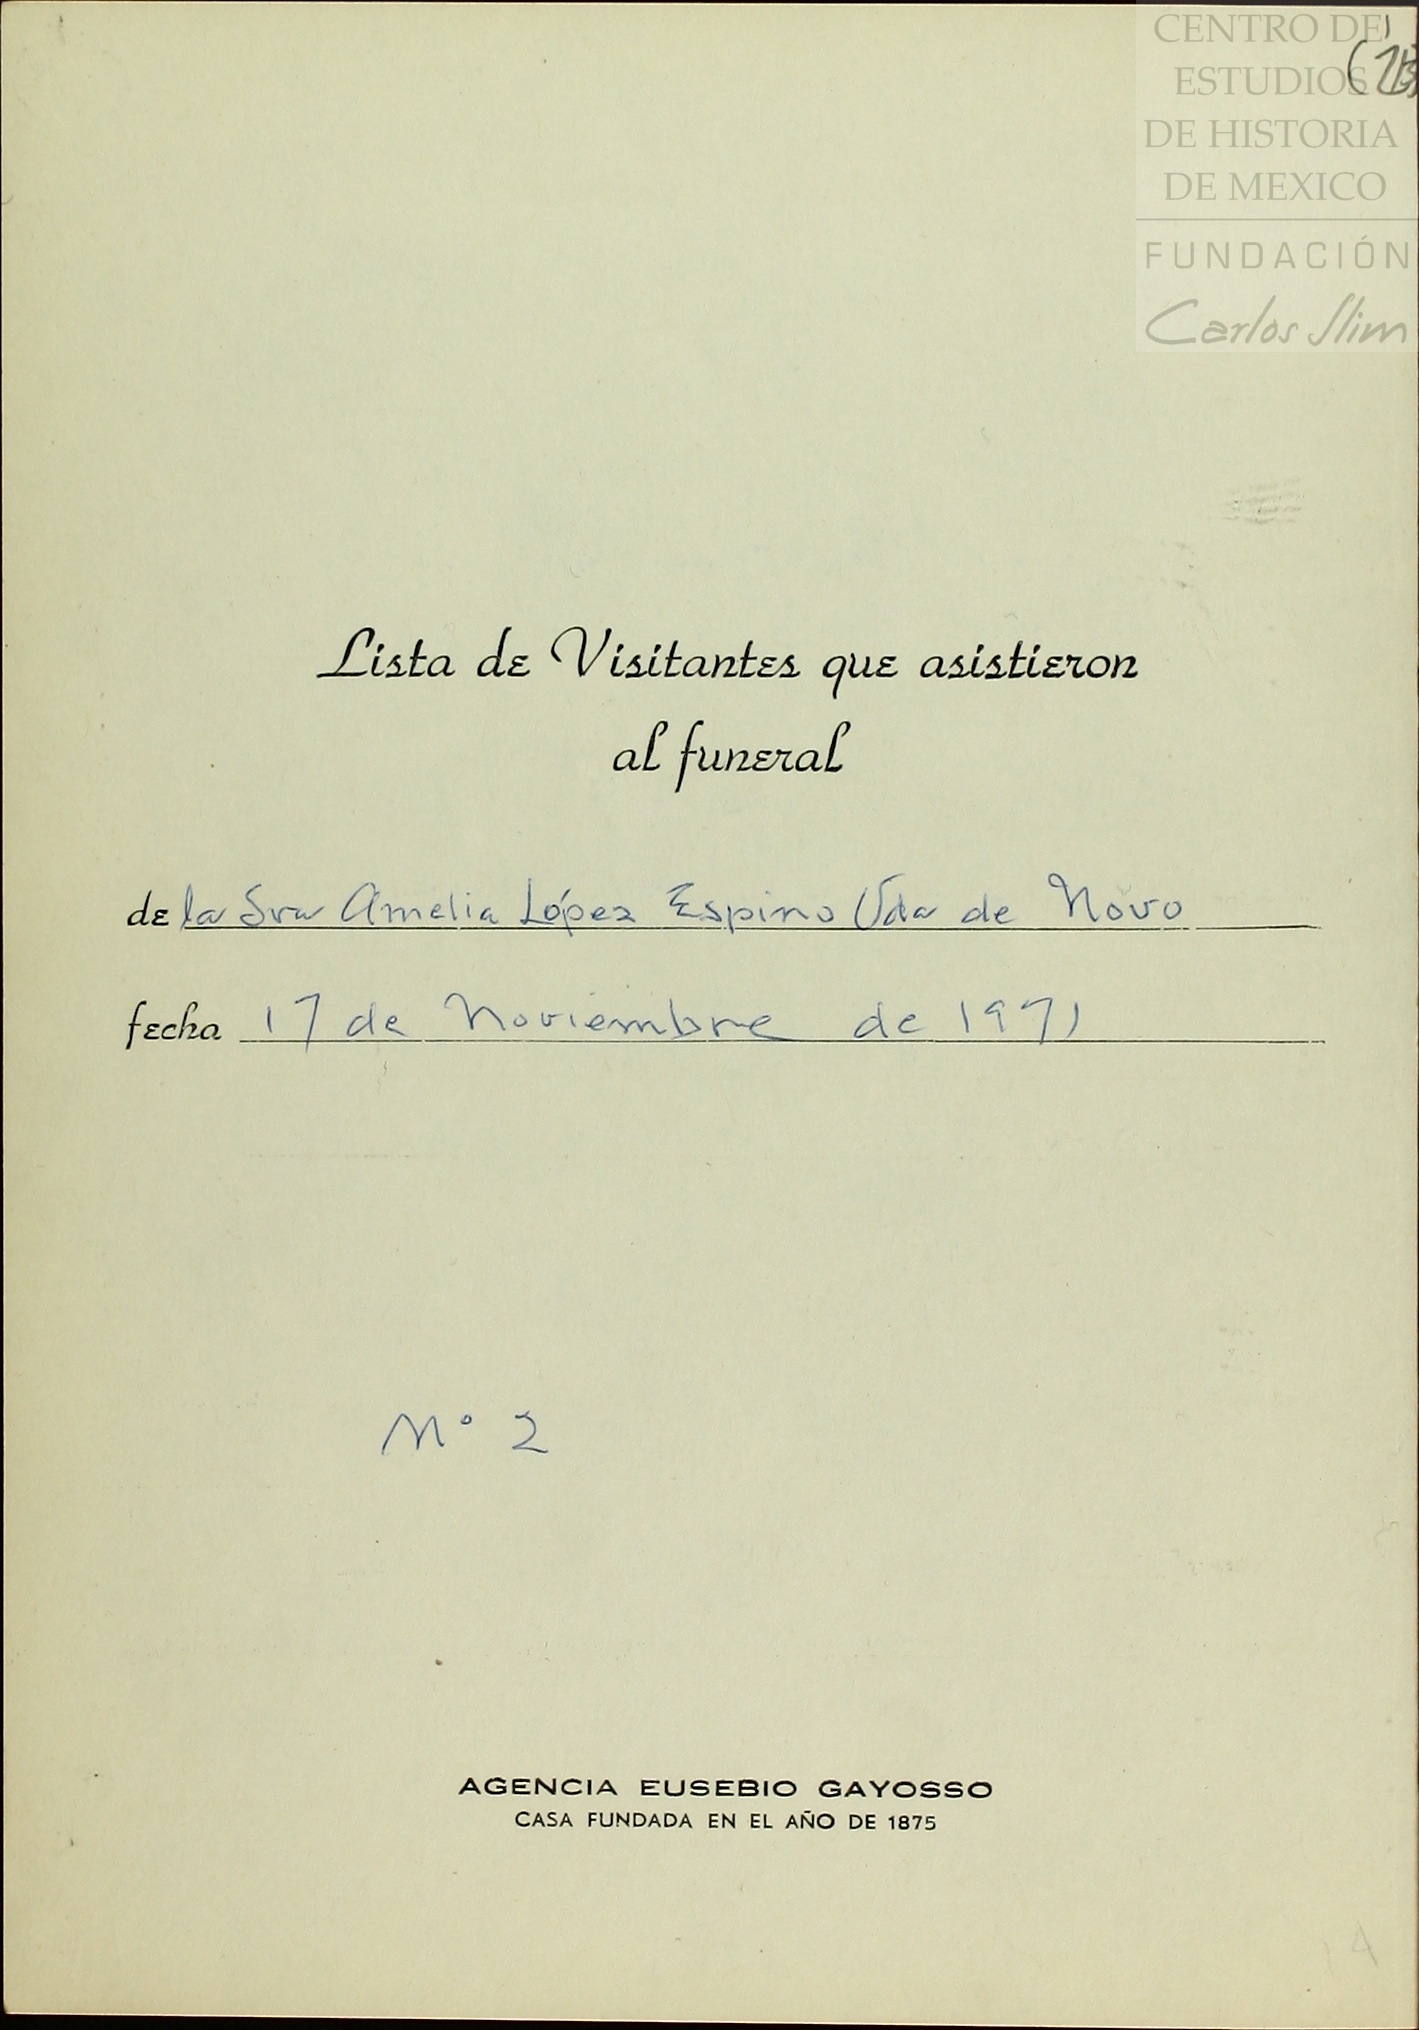 CENTRO DE
ESTUDIOS
DE HISTORIA
DE MEXICO
FUNDACIÓN
Carlos Slim
Lista de Visitantes que asistieron
al funeral
de la Sra Amelia López Espino Vda de Novo
fecha 17 de Noviembre de 1971
N° 2
AGENCIA EUSEBIO GAYOSSO
CASA FUNDADA EN EL AÑO DE 1875